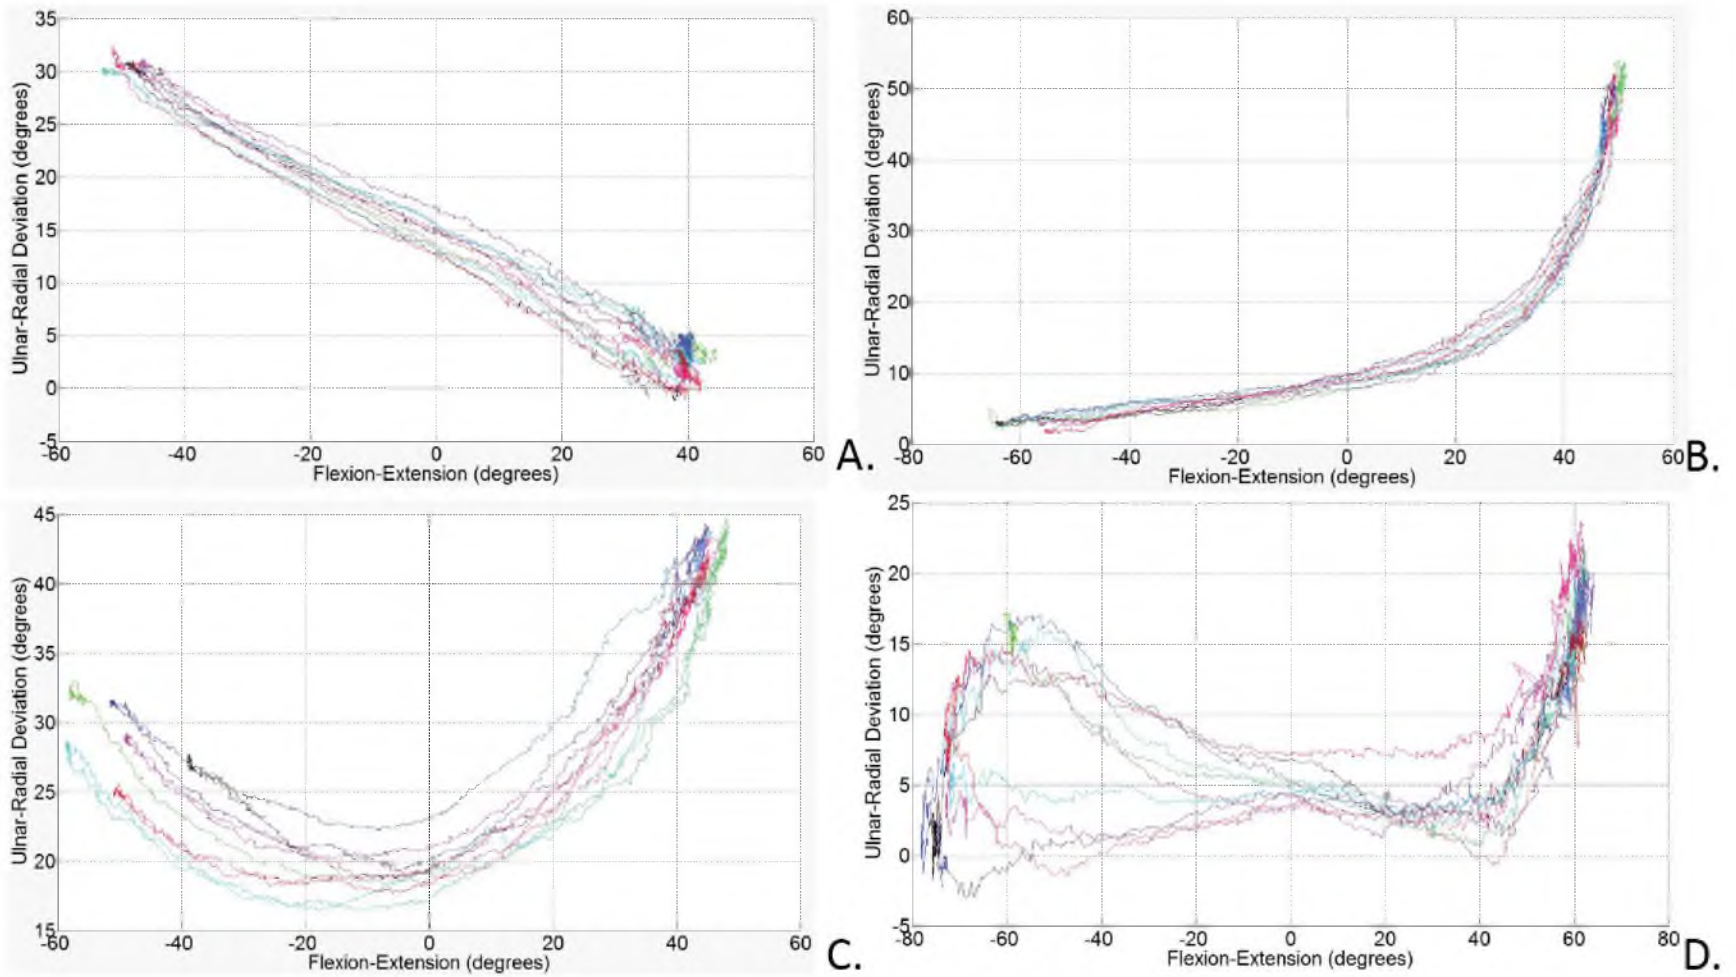 35
30
25
20
15
10
5
0
-5
-60 -40 -20 0 20 40 60
Ulnar-Radial Deviation (degrees)
Flexion-Extension (degrees)
A.
60
50
40
30
20
10
0
-80 -60 -40 -20 0 20 40 60
Ulnar-Radial Deviation (degrees)
Flexion-Extension (degrees)
B.
45
40
35
30
25
20
15
-60 -40 -20 0 20 40 60
Ulnar-Radial Deviation (degrees)
Flexion-Extension (degrees)
C.
25
20
15
10
5
0
-5
-80 -60 -40 -20 0 20 40 60 80
Ulnar-Radial Deviation (degrees)
Flexion-Extension (degrees)
D.